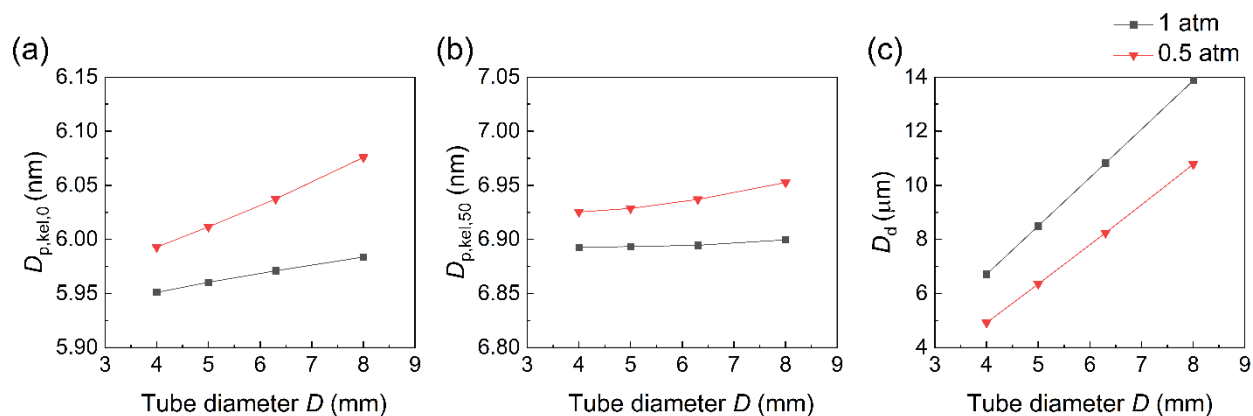 1 atm
0.5 atm
(a)
6.15
6.10
6.05
6.00
5.95
5.90
3 4 5 6 7 8 9
Tube diameter D (mm)
Dp,kel,0 (nm)
(b)
7.05
7.00
6.95
6.90
6.85
6.80
3 4 5 6 7 8 9
Tube diameter D (mm)
Dp,kel,50 (nm)
(c)
14
12
10
8
6
4
3 4 5 6 7 8 9
Tube diameter D (mm)
Dd (μm)